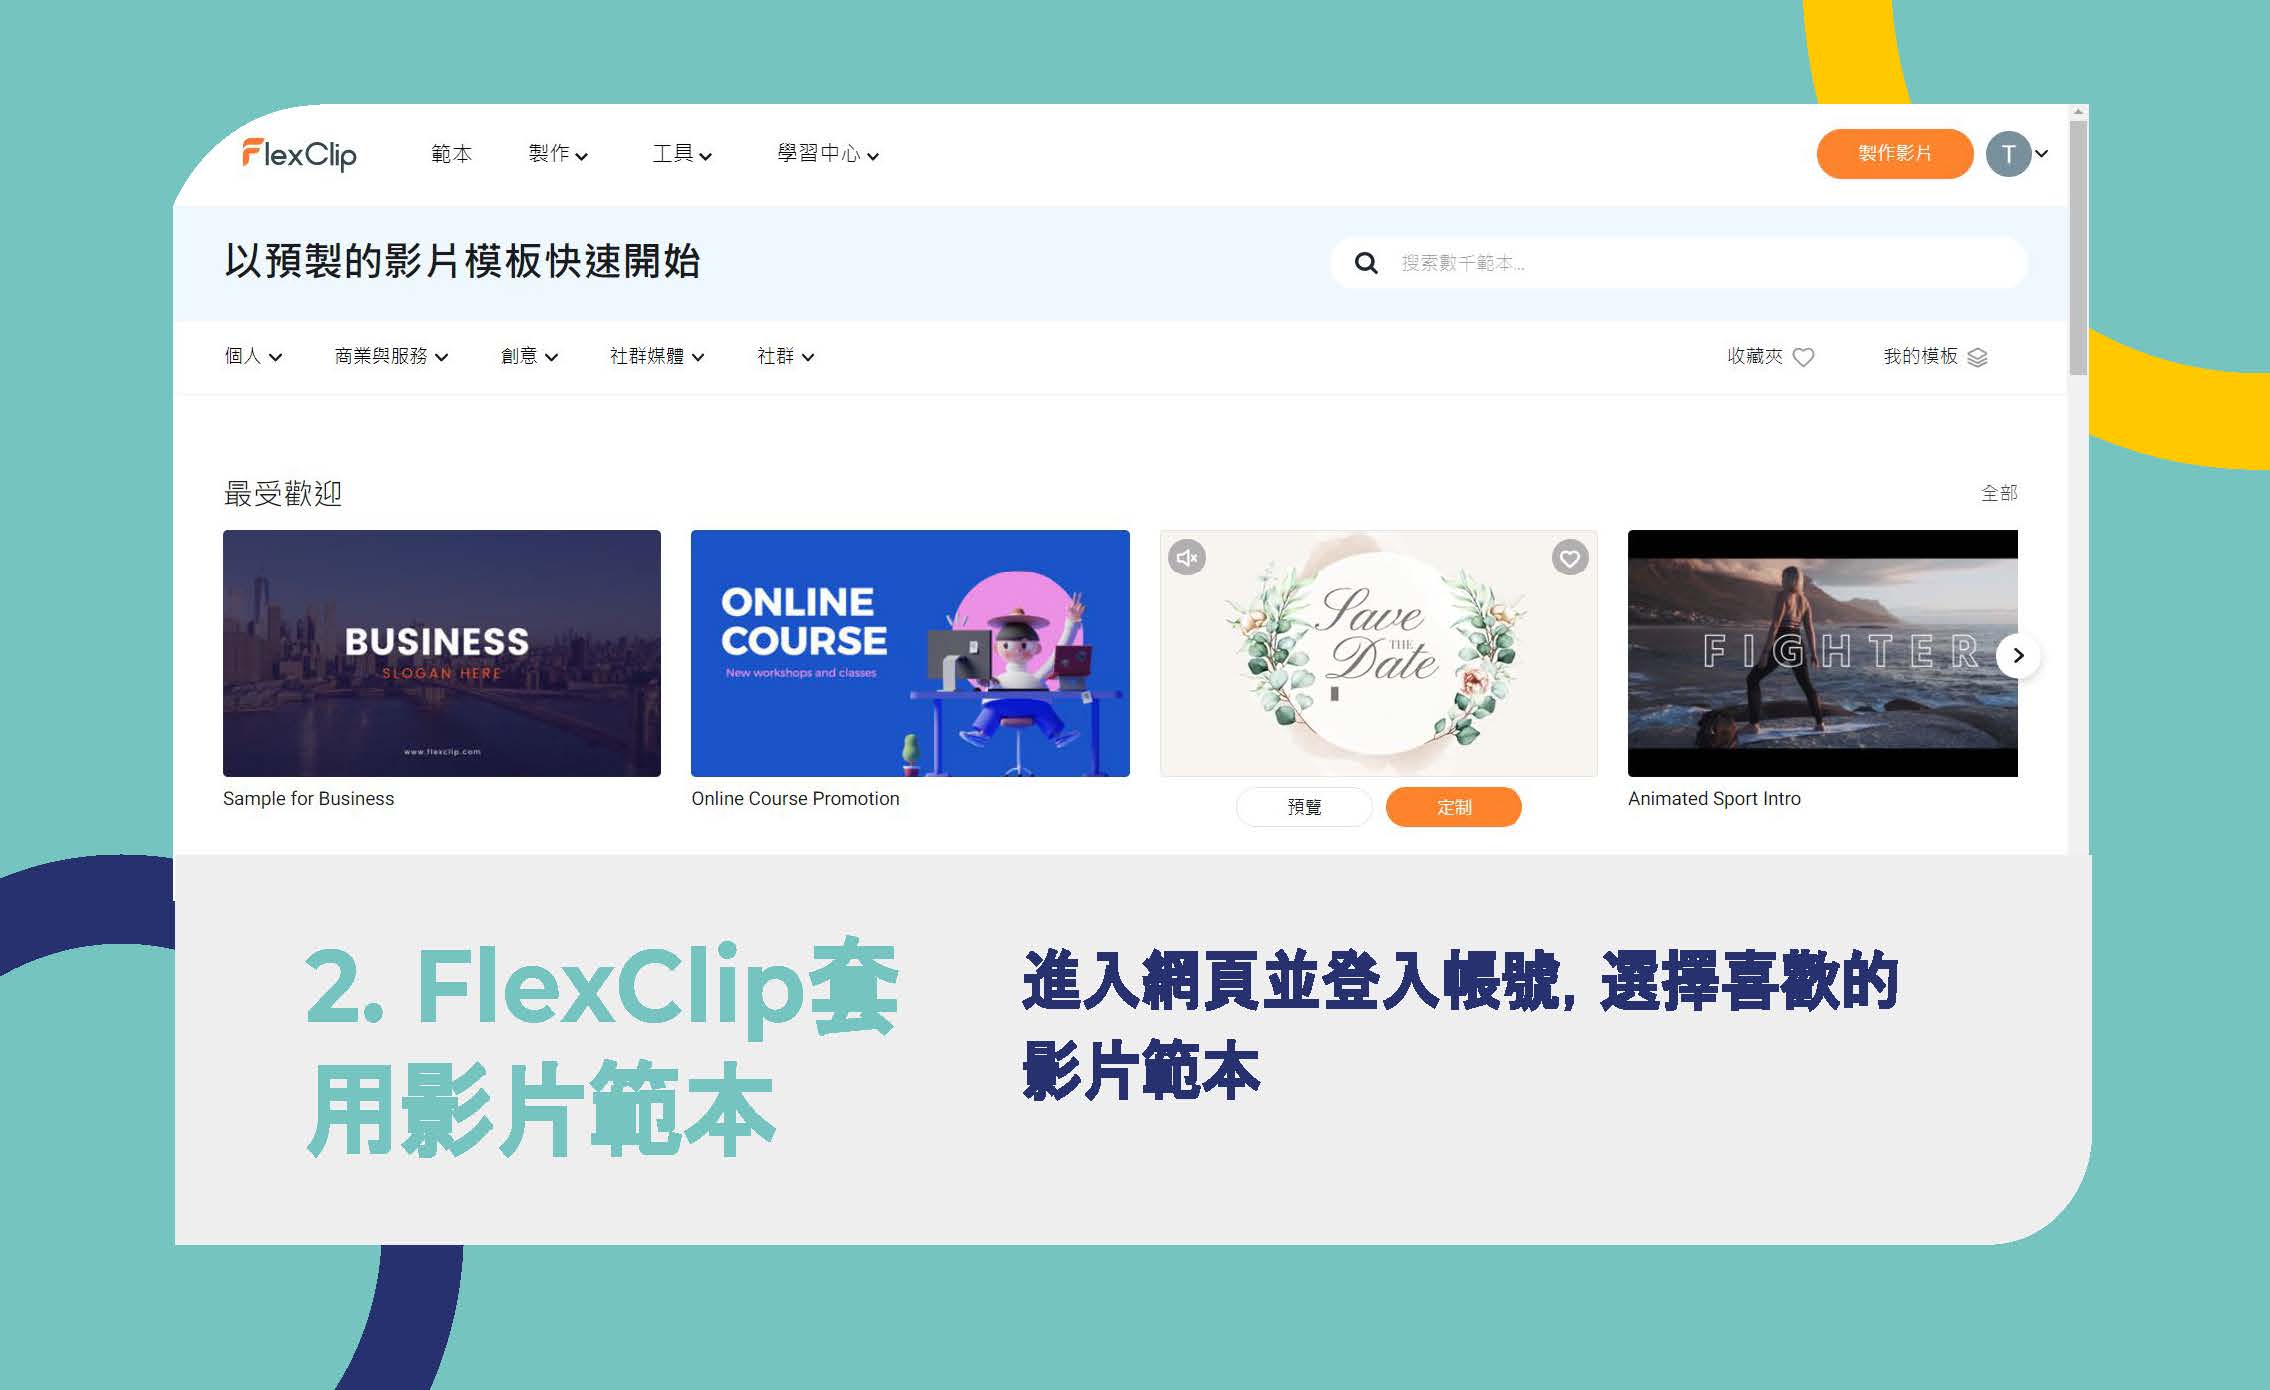 FlexClip
範本
製作
工具
學習中心
製作影片
T
以預製的影片模板快速開始
搜索數千範本...
個人
商業與服務
創意
社群媒體
社群
收藏夾
我的模板
最受歡迎
全部
BUSINESS
SLOGAN HERE
www.flexclip.com
Sample for Business
ONLINE
COURSE
New workshops and classes
Online Course Promotion
Save
THE
Date
預覽
定制
FIGHTER
Animated Sport Intro
2. FlexClip套
用影片範本
進入網頁並登入帳號, 選擇喜歡的
影片範本